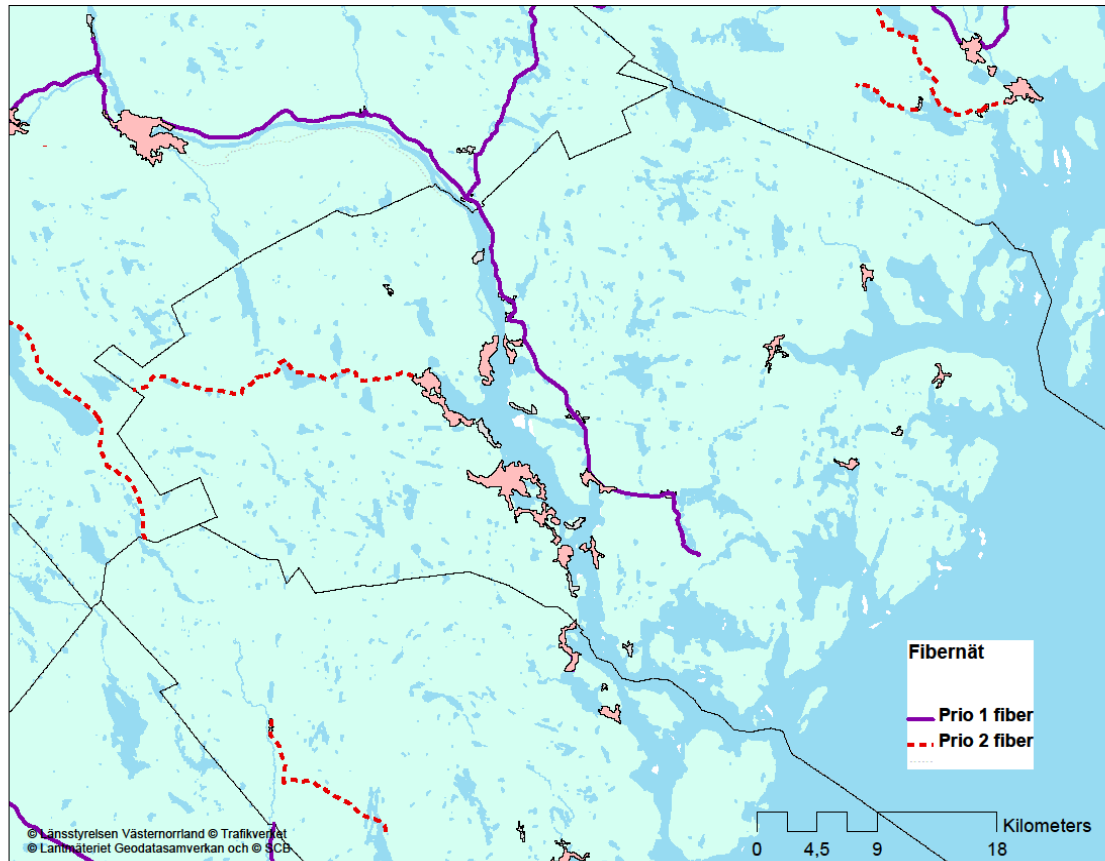 Fibernät
Prio 1 fiber
Prio 2 fiber
Kilometers
0 4,5 9 18
© Länsstyrelsen Västernorrland © Trafikverket
© Lantmäteriet Geodatasamverkan och © SCB